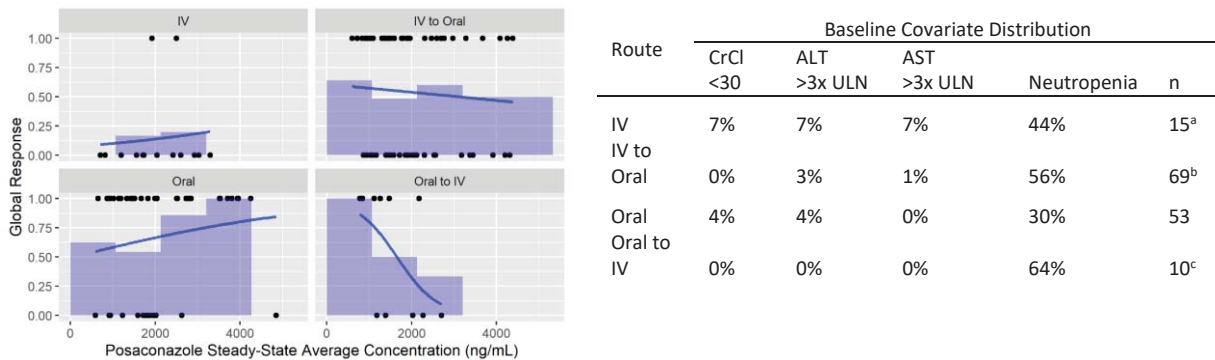 IV
IV to Oral
1.00
0.75
0.50
0.25
0.00
Oral
Oral to IV
1.00
0.75
0.50
0.25
0.00
0
2000
4000
0
2000
4000
Global Response
Posaconazole Steady-State Average Concentration (ng/mL)
Baseline Covariate Distribution
Route
CrCl ALT AST
<30 >3x ULN >3x ULN Neutropenia n
IV 7% 7% 7% 44% 15a
IV to
Oral 0% 3% 1% 56% 69b
Oral 4% 4% 0% 30% 53
Oral to
IV 0% 0% 0% 64% 10c